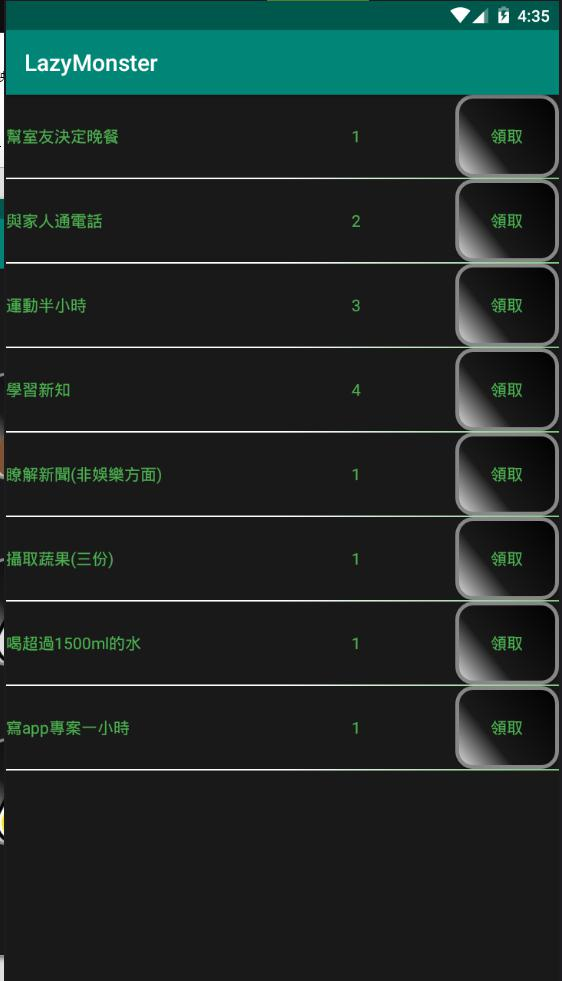 4:35
LazyMonster
幫室友決定晚餐 1 領取
與家人通電話 2 領取
運動半小時 3 領取
學習新知 4 領取
瞭解新聞(非娛樂方面) 1 領取
攝取蔬果(三份) 1 領取
喝超過1500ml的水 1 領取
寫app專案一小時 1 領取